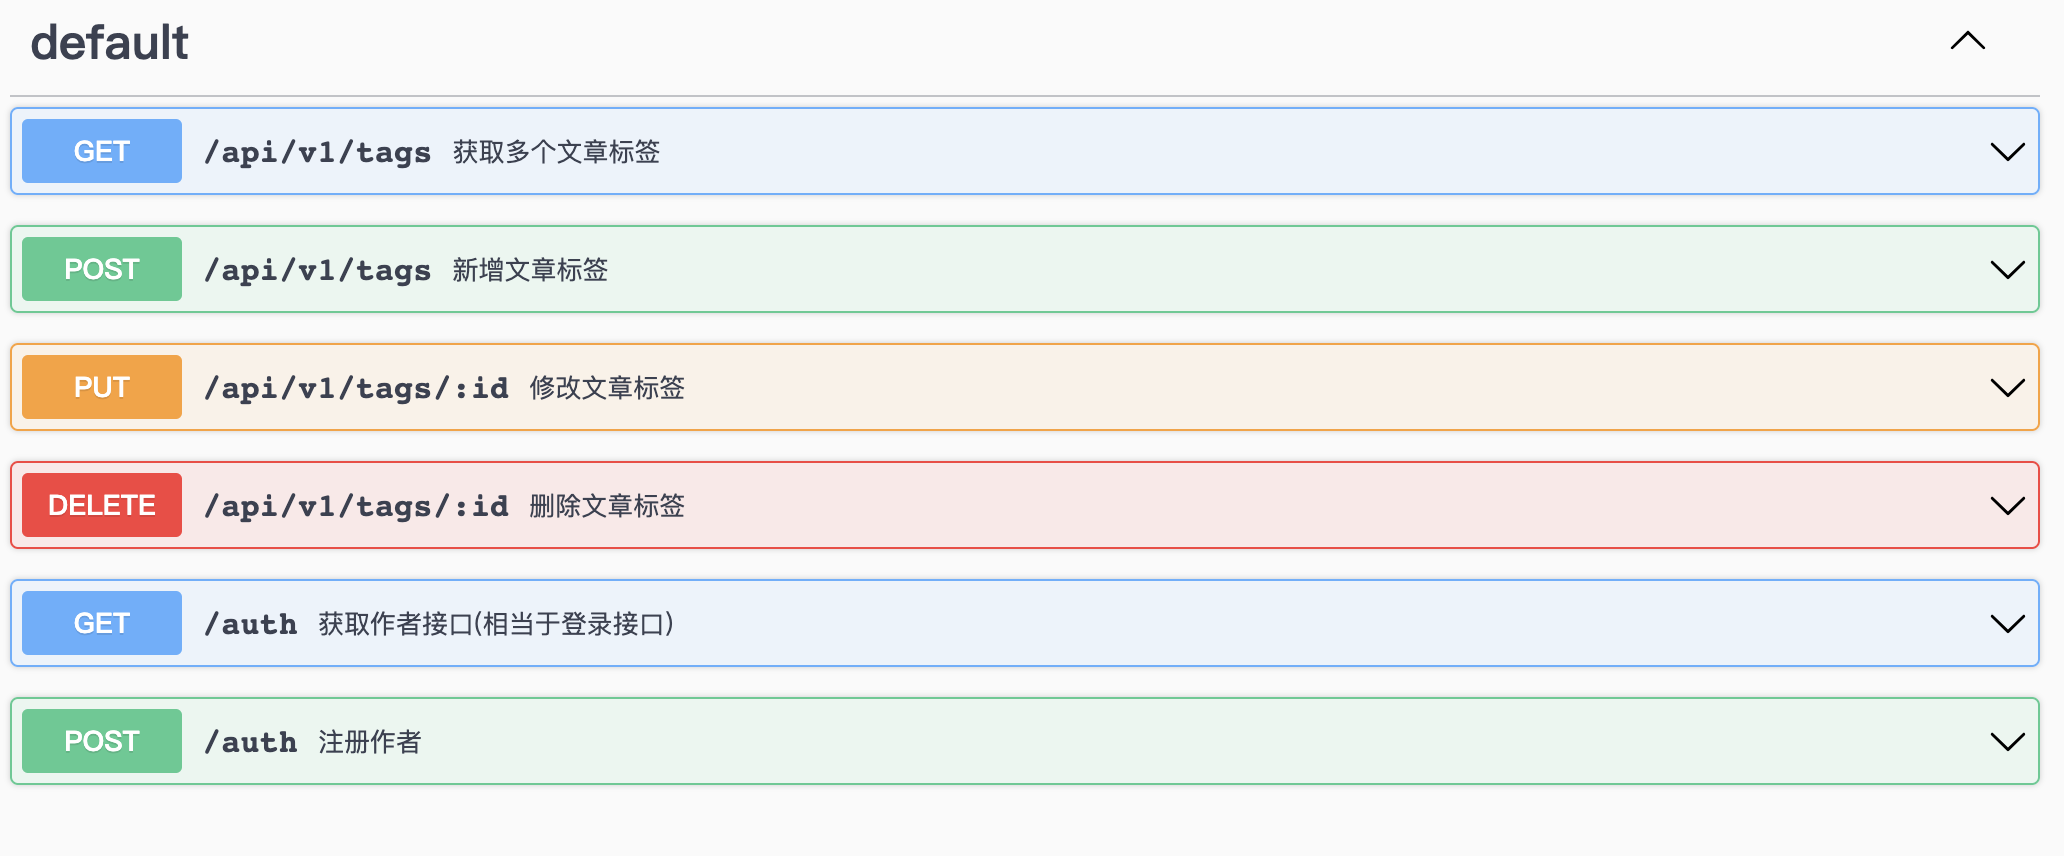 default
GET /api/v1/tags 获取多个文章标签
POST /api/v1/tags 新增文章标签
PUT /api/v1/tags/:id 修改文章标签
DELETE /api/v1/tags/:id 删除文章标签
GET /auth 获取作者接口(相当于登录接口)
POST /auth 注册作者